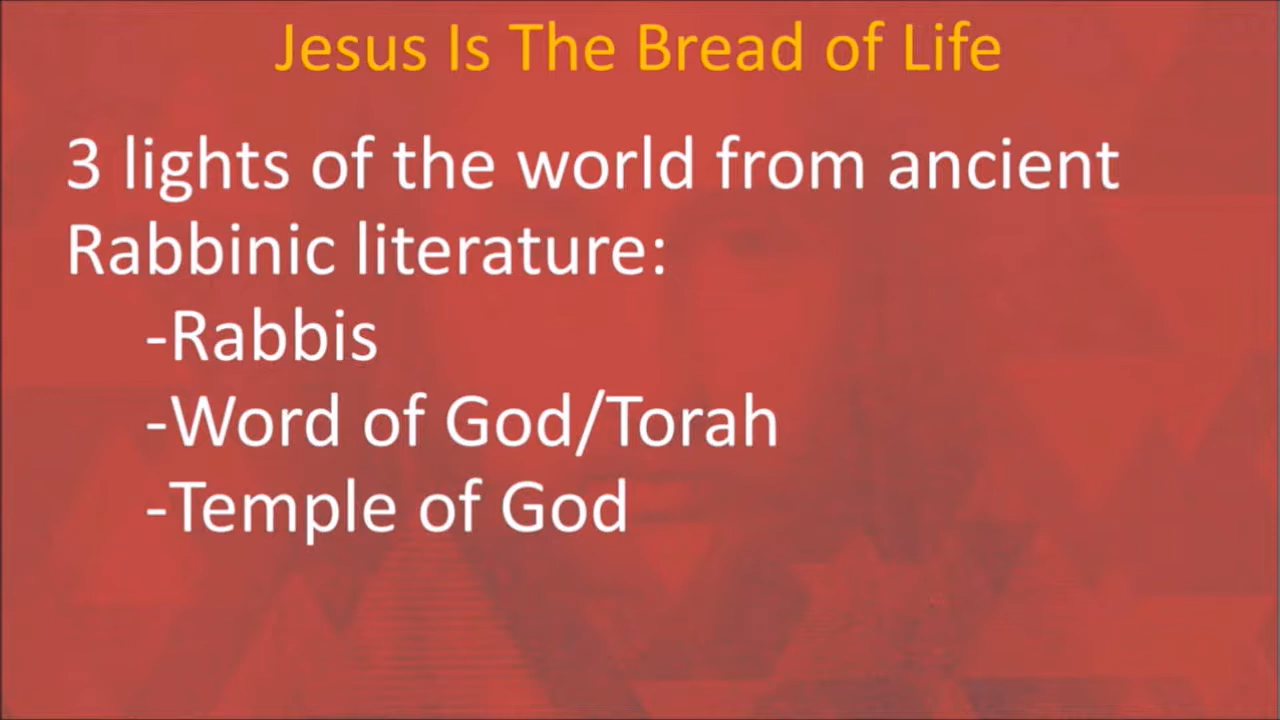 Jesus Is The Bread of Life
3 lights of the world from ancient
Rabbinic literature:
-Rabbis
-Word of God/Torah
-Temple of God